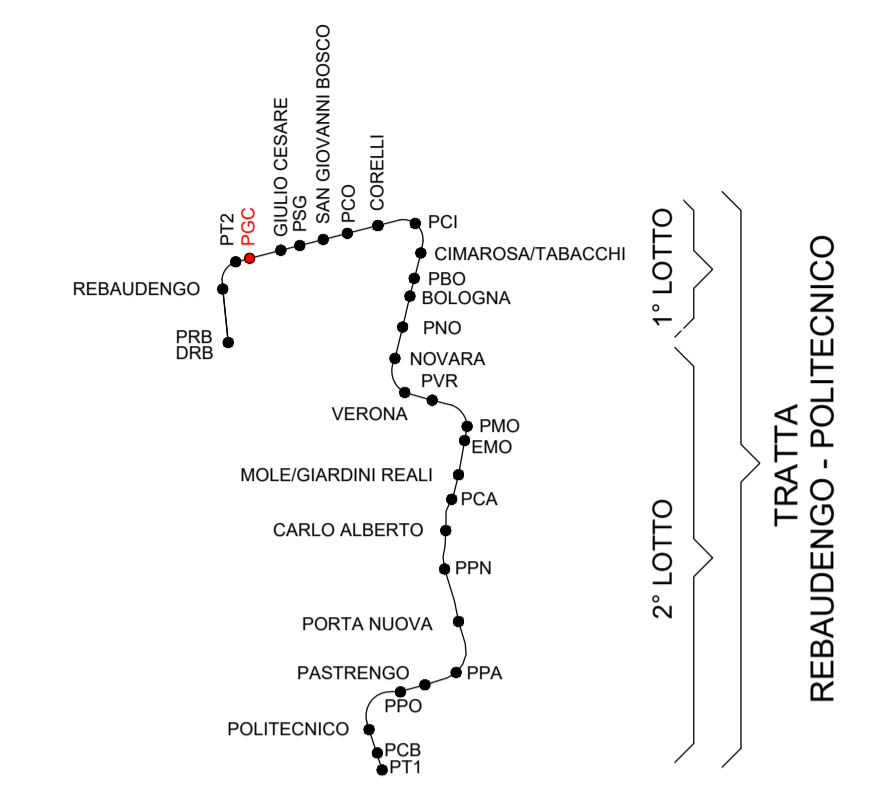 PT2
PGC
GIULIO CESARE
PSG
SAN GIOVANNI BOSCO
PCO
CORELLI
PCI
CIMAROSA/TABACCHI
REBAUDENGO
PBO
BOLOGNA
PRB
DRB
PNO
NOVARA
PVR
VERONA
PMO
EMO
MOLE/GIARDINI REALI
PCA
CARLO ALBERTO
PPN
PORTA NUOVA
PASTRENGO
PPA
PPO
POLITECNICO
PCB
PT1
1° LOTTO
2° LOTTO
TRATTA
REBAUDENGO - POLITECNICO